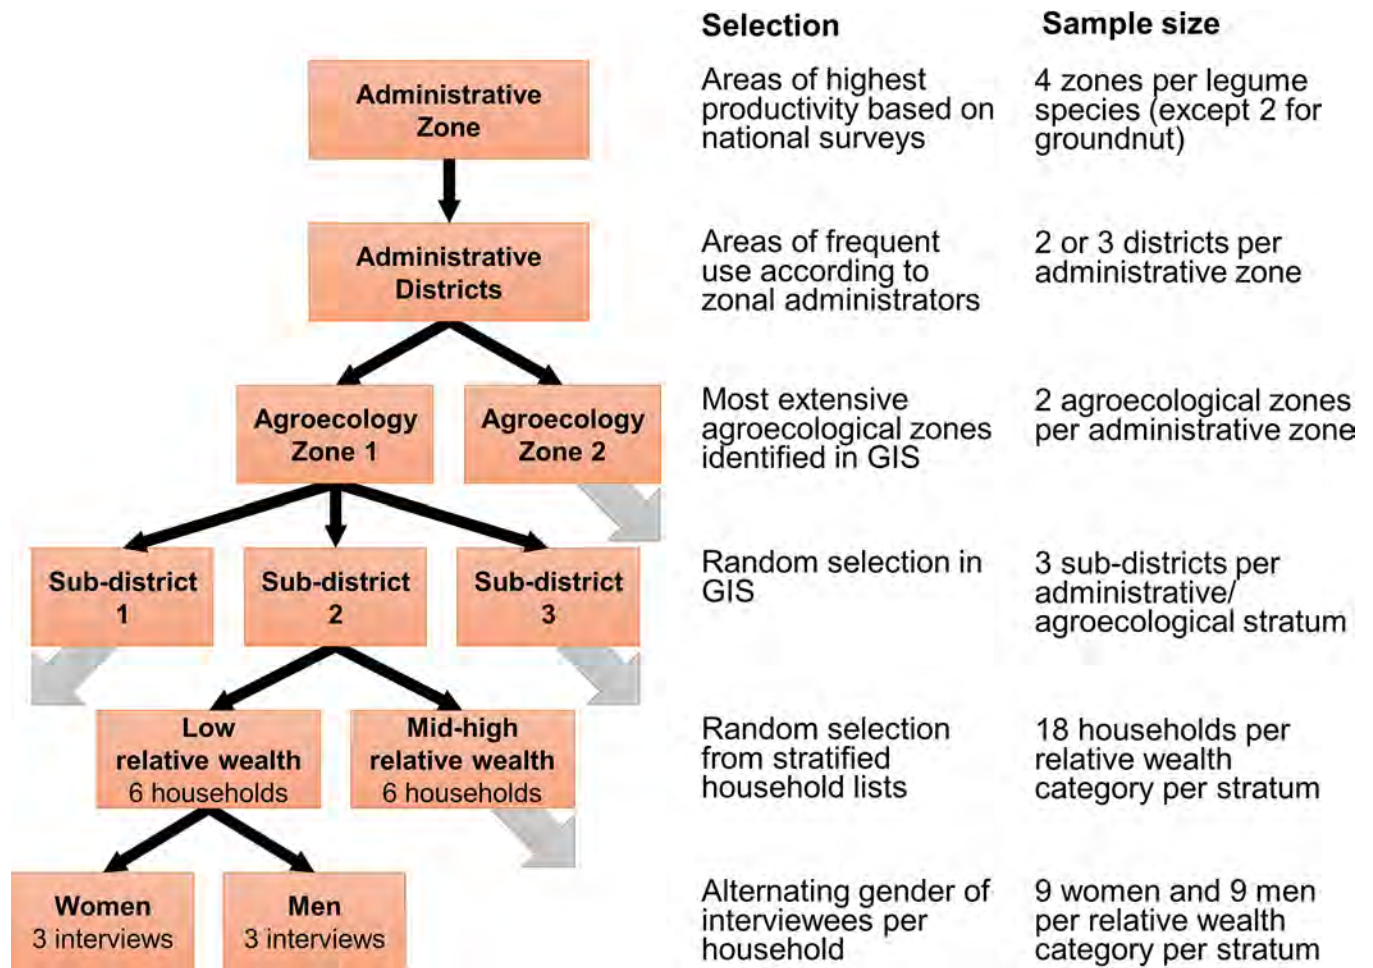 Selection
Sample size
Administrative
Zone
Areas of highest
productivity based on
national surveys
4 zones per legume
species (except 2 for
groundnut)
Administrative
Districts
Areas of frequent
use according to
zonal administrators
2 or 3 districts per
administrative zone
Agroecology
Zone 1
Agroecology
Zone 2
Most extensive
agroecological zones
identified in GIS
2 agroecological zones
per administrative zone
Sub-district
1
Sub-district
2
Sub-district
3
Random selection in
GIS
3 sub-districts per
administrative/
agroecological stratum
Low
relative wealth
6 households
Mid-high
relative wealth
6 households
Random selection
from stratified
household lists
18 households per
relative wealth
category per stratum
Women
3 interviews
Men
3 interviews
Alternating gender of
interviewees per
household
9 women and 9 men
per relative wealth
category per stratum